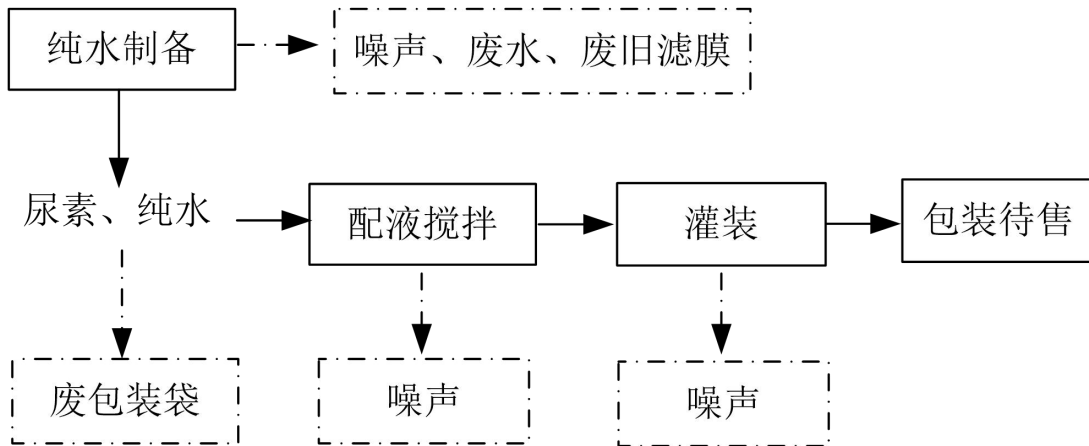 纯水制备
噪声、废水、废旧滤膜
尿素、纯水
配液搅拌
灌装
包装待售
废包装袋
噪声
噪声